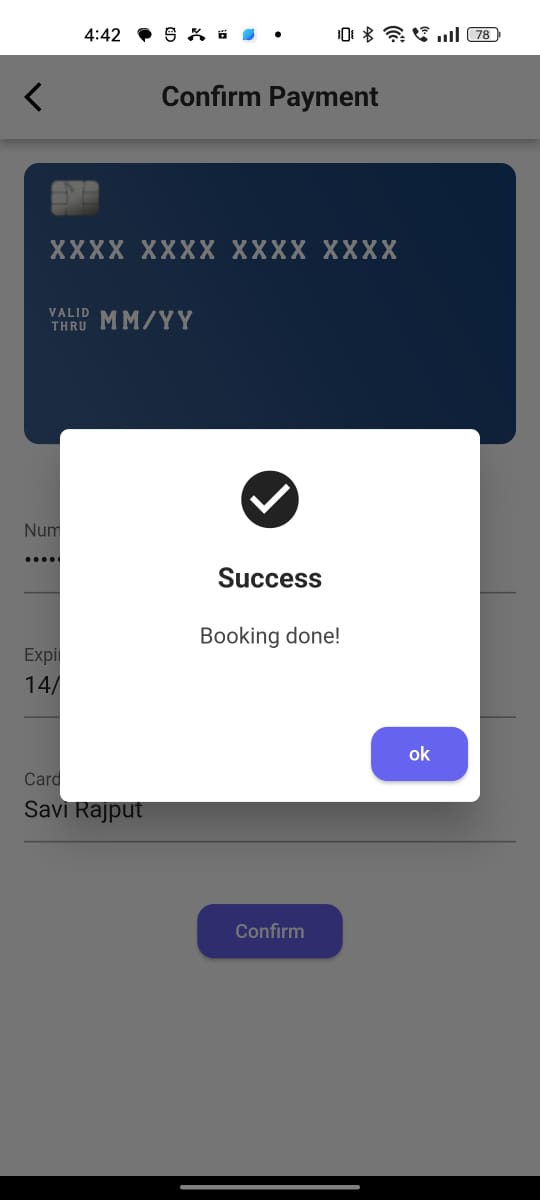 4:42
78
Confirm Payment
XXXX XXXX XXXX XXXX
VALID
THRU MM/YY
Num
Success
Booking done!
Expi
14/
ok
Card
Savi Rajput
Confirm